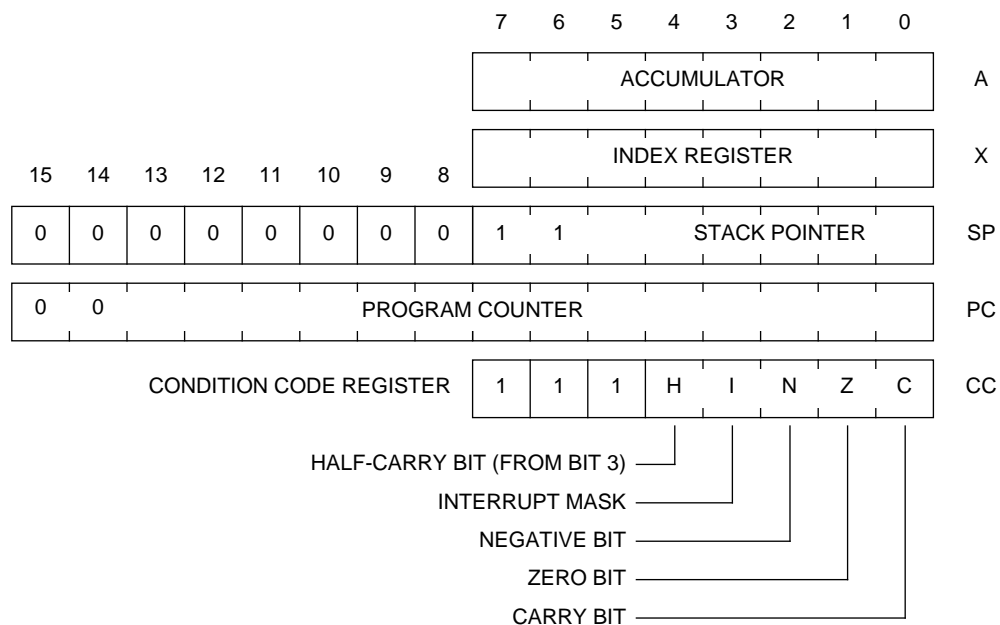 7 6 5 4 3 2 1 0
ACCUMULATOR A
INDEX REGISTER X
15 14 13 12 11 10 9 8
0 0 0 0 0 0 0 0 1 1 STACK POINTER SP
0 0 PROGRAM COUNTER PC
CONDITION CODE REGISTER 1 1 1 H I N Z C CC
HALF-CARRY BIT (FROM BIT 3)
INTERRUPT MASK
NEGATIVE BIT
ZERO BIT
CARRY BIT